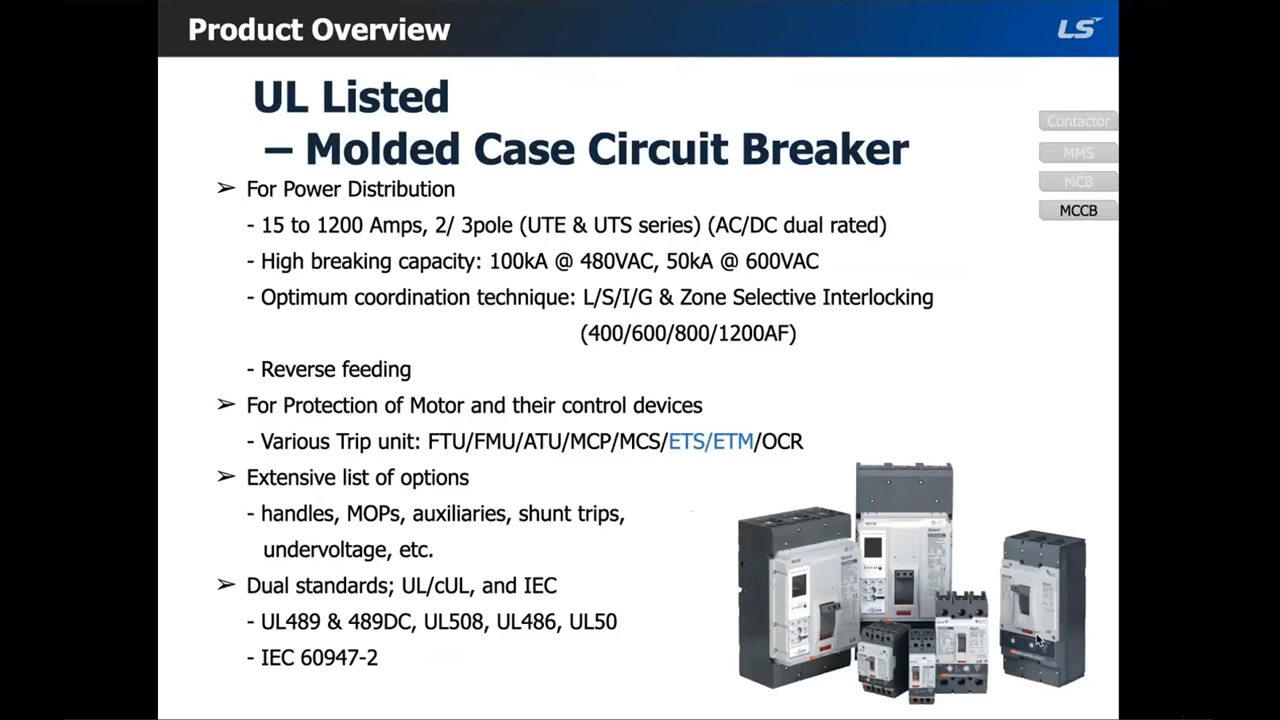 Product Overview
LS
UL Listed
– Molded Case Circuit Breaker
Contactor
MMS
MCB
MCCB
➢ For Power Distribution
- 15 to 1200 Amps, 2/ 3pole (UTE & UTS series) (AC/DC dual rated)
- High breaking capacity: 100kA @ 480VAC, 50kA @ 600VAC
- Optimum coordination technique: L/S/I/G & Zone Selective Interlocking
(400/600/800/1200AF)
- Reverse feeding
➢ For Protection of Motor and their control devices
- Various Trip unit: FTU/FMU/ATU/MCP/MCS/ETS/ETM/OCR
➢ Extensive list of options
- handles, MOPs, auxiliaries, shunt trips,
undervoltage, etc.
➢ Dual standards; UL/cUL, and IEC
- UL489 & 489DC, UL508, UL486, UL50
- IEC 60947-2